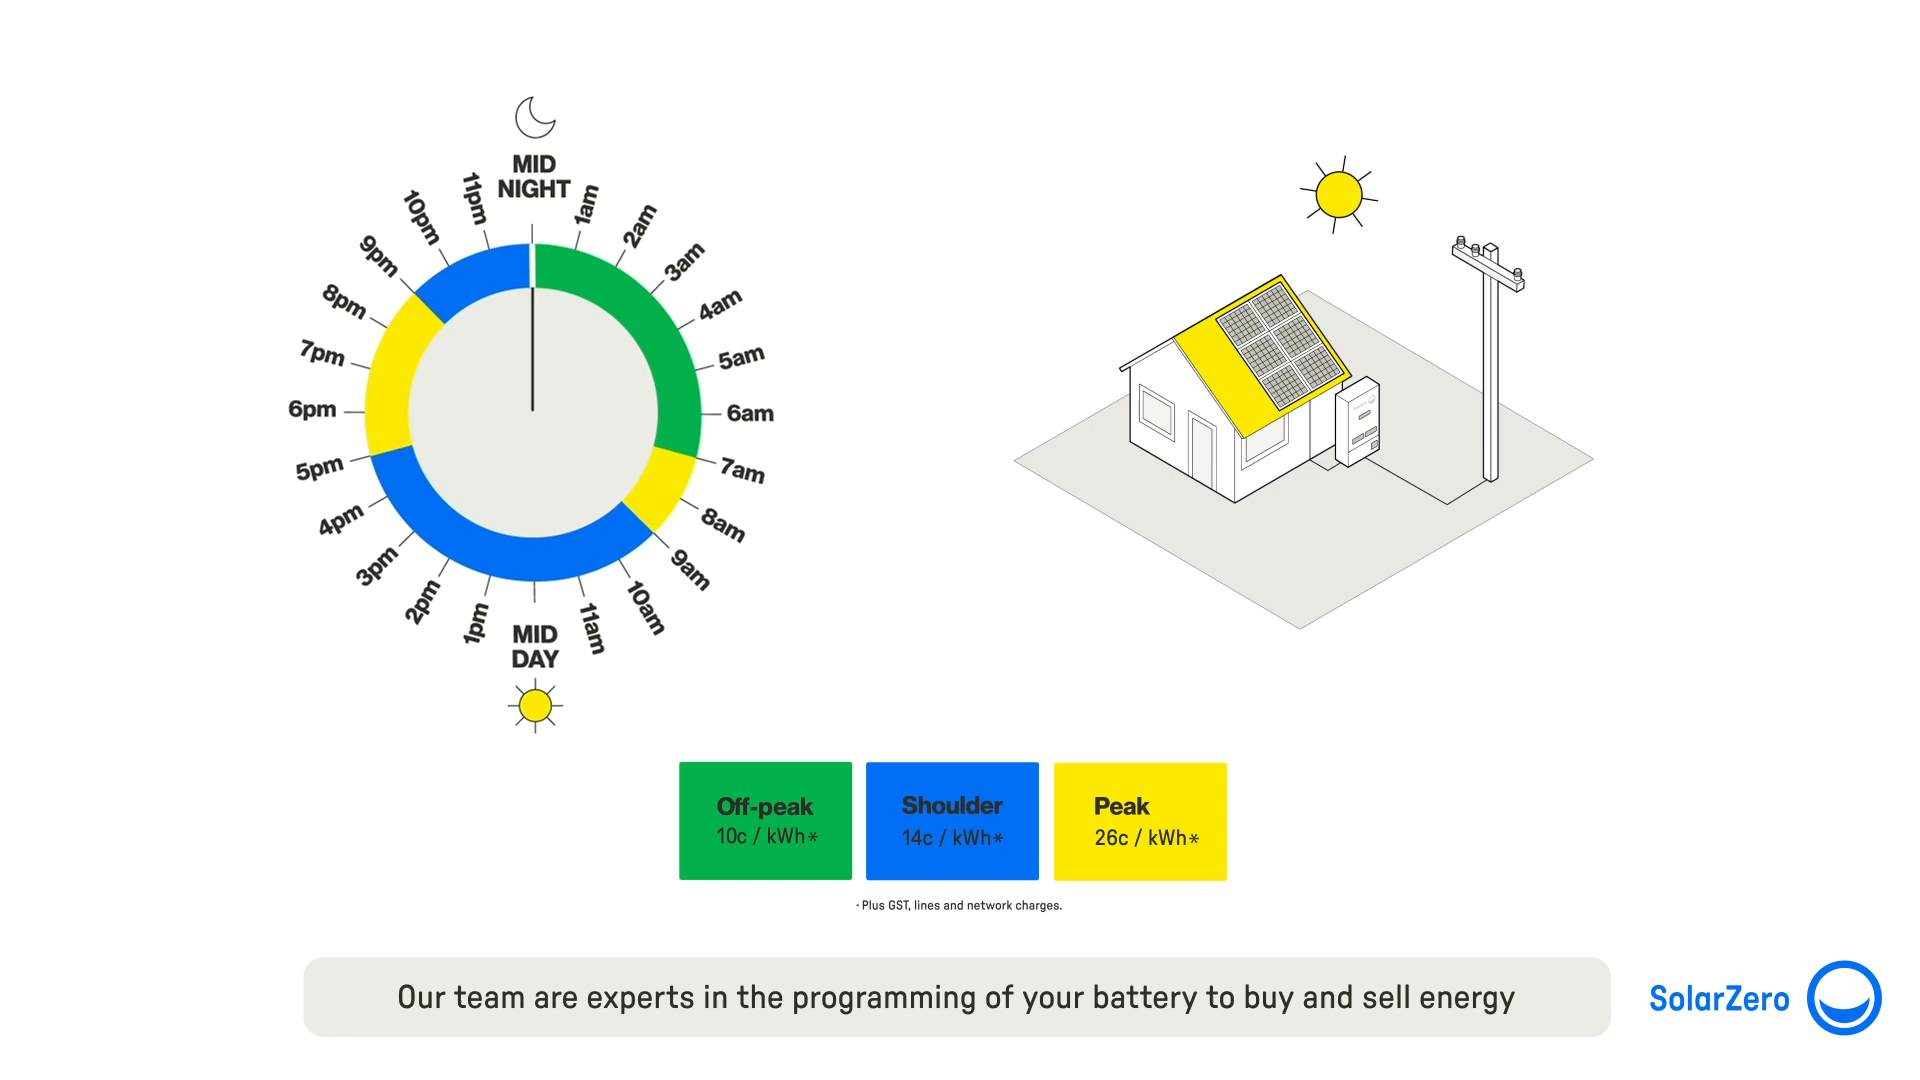 MID
NIGHT
1am
2am
3am
4am
5am
6am
7am
8am
9am
10am
11am
MID
DAY
1pm
2pm
3pm
4pm
5pm
6pm
7pm
8pm
9pm
10pm
11pm
Off-peak
10c / kWh*
Shoulder
14c / kWh*
Peak
26c / kWh*
* Plus GST, lines and network charges.
Our team are experts in the programming of your battery to buy and sell energy
SolarZero